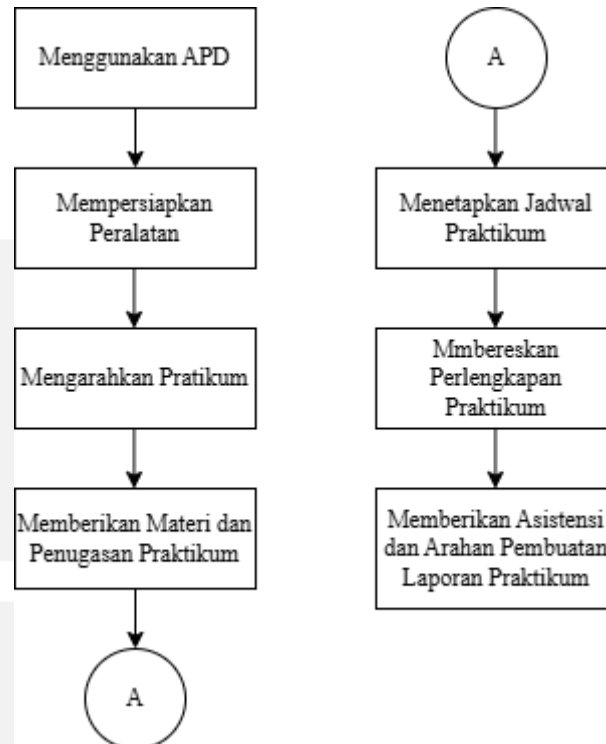 Menggunakan APD
Mempersiapkan
Peralatan
Mengarahkan Pratikum
Memberikan Materi dan
Penugasan Praktikum
A
A
Menetapkan Jadwal
Praktikum
Mmbereskan
Perlengkapan
Praktikum
Memberikan Asistensi
dan Arahan Pembuatan
Laporan Praktikum